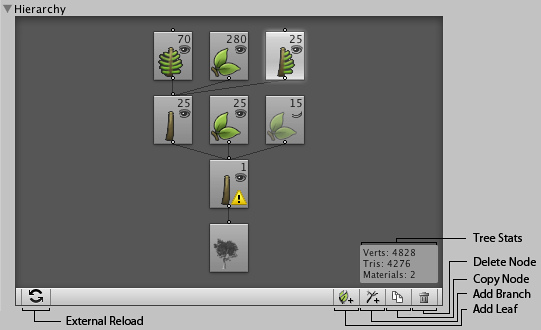 Hierarchy
70
280
25
25
25
15
1
Verts: 4828
Tris: 4276
Materials: 2
Tree Stats
Delete Node
Copy Node
Add Branch
Add Leaf
External Reload